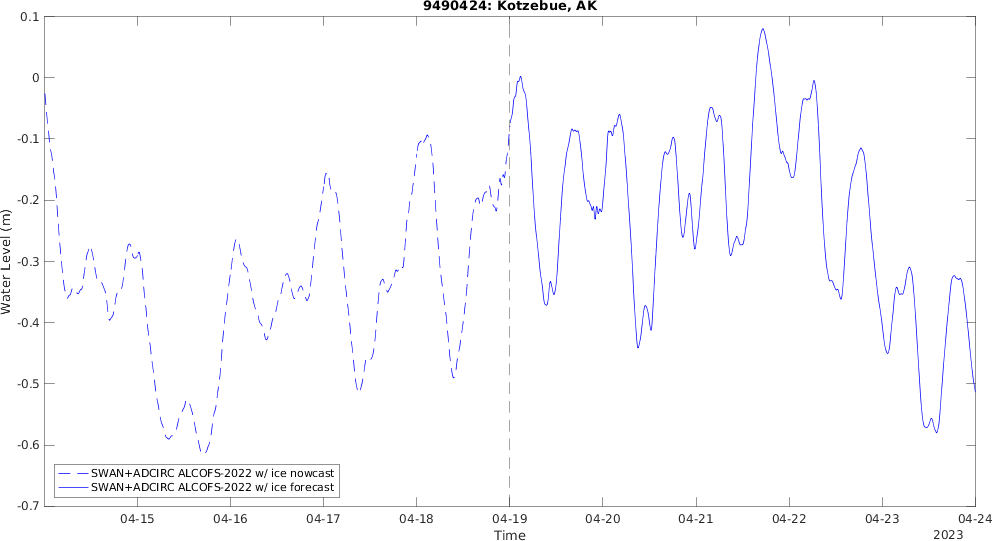 9490424: Kotzebue, AK
0.1
0
-0.1
-0.2
-0.3
-0.4
-0.5
-0.6
-0.7
Water Level (m)
SWAN+ADCIRC ALCOFS-2022 w/ ice nowcast
SWAN+ADCIRC ALCOFS-2022 w/ ice forecast
04-15 04-16 04-17 04-18 04-19 04-20 04-21 04-22 04-23 04-24
Time
2023